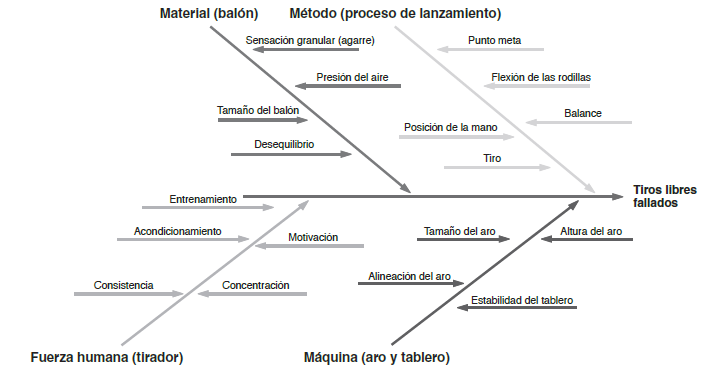 Material (balón)
Método (proceso de lanzamiento)
Sensación granular (agarre)
Punto meta
Presión del aire
Flexión de las rodillas
Tamaño del balón
Balance
Posición de la mano
Desequilibrio
Tiro
Tiros libres
fallados
Entrenamiento
Acondicionamiento
Motivación
Tamaño del aro
Altura del aro
Consistencia
Concentración
Alineación del aro
Estabilidad del tablero
Fuerza humana (tirador)
Máquina (aro y tablero)